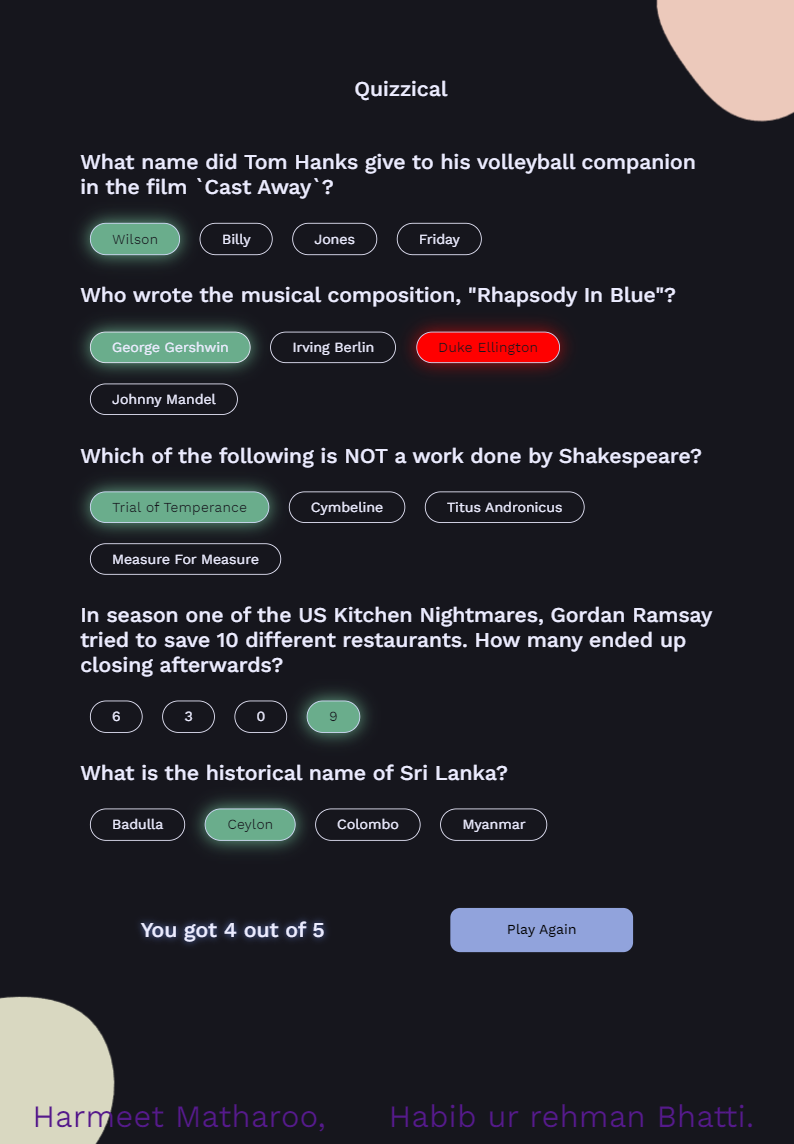 Quizzical
What name did Tom Hanks give to his volleyball companion
in the film `Cast Away`?
Wilson Billy Jones Friday
Who wrote the musical composition, "Rhapsody In Blue"?
George Gershwin Irving Berlin Duke Ellington
Johnny Mandel
Which of the following is NOT a work done by Shakespeare?
Trial of Temperance Cymbeline Titus Andronicus
Measure For Measure
In season one of the US Kitchen Nightmares, Gordan Ramsay
tried to save 10 different restaurants. How many ended up
closing afterwards?
6 3 0 9
What is the historical name of Sri Lanka?
Badulla Ceylon Colombo Myanmar
You got 4 out of 5 Play Again
Harmeet Matharoo, Habib ur rehman Bhatti.